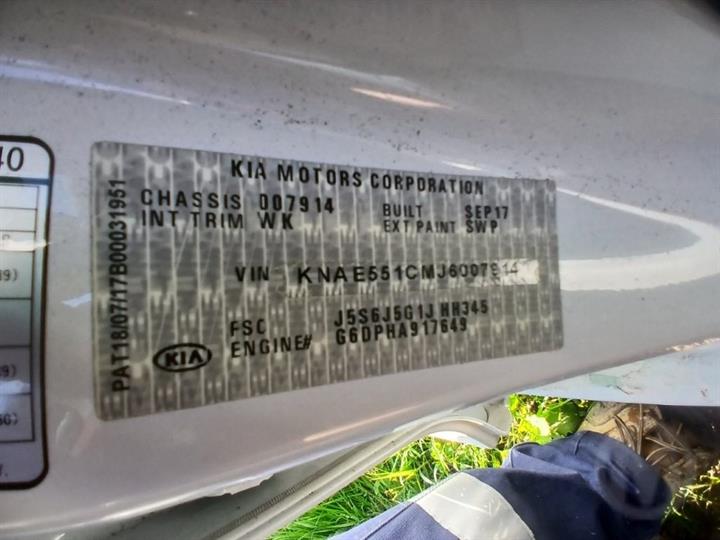 KIA MOTORS CORPORATION
CHASSIS 007914 BUILT SEP17
INT TRIM WK EXT PAINT SWP
VIN KNAE551CMJ6007914
FSC J5S6J5G1J HH345
ENGINE# G6DPHA917649
KIA
PAT18/07/17B00031951
40